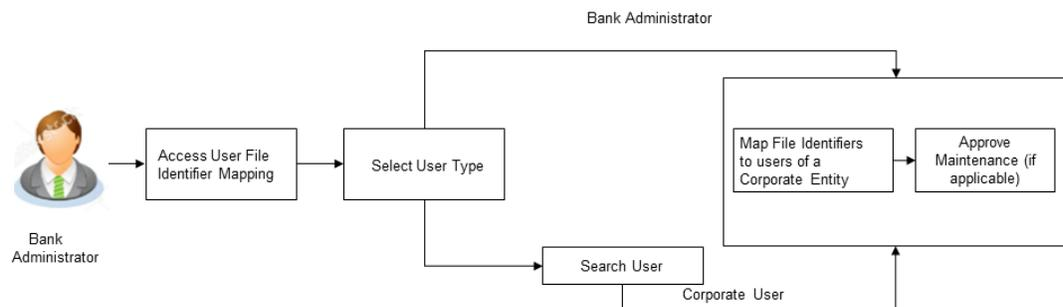 Bank Administrator
Access User File
Identifier Mapping
Select User Type
Map File Identifiers
to users of a
Corporate Entity
Approve
Maintenance (if
applicable)
Bank
Administrator
Search User
Corporate User